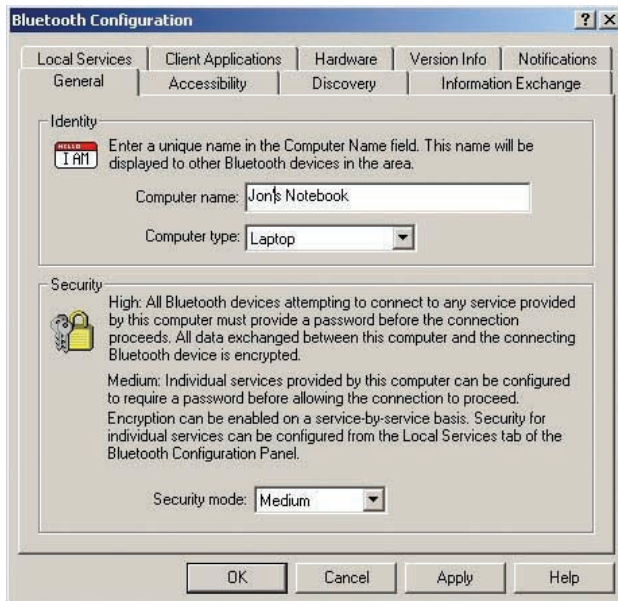 Bluetooth Configuration
Local Services Client Applications Hardware Version Info Notifications
General Accessibility Discovery Information Exchange
Identity
HELLO
I AM
Enter a unique name in the Computer Name field. This name will be
displayed to other Bluetooth devices in the area.
Computer name: Jon's Notebook
Computer type: Laptop
Security
High: All Bluetooth devices attempting to connect to any service provided
by this computer must provide a password before the connection
proceeds. All data exchanged between this computer and the connecting
Bluetooth device is encrypted.
Medium: Individual services provided by this computer can be configured
to require a password before allowing the connection to proceed.
Encryption can be enabled on a service-by-service basis. Security for
individual services can be configured from the Local Services tab of the
Bluetooth Configuration Panel.
Security mode: Medium
OK Cancel Apply Help